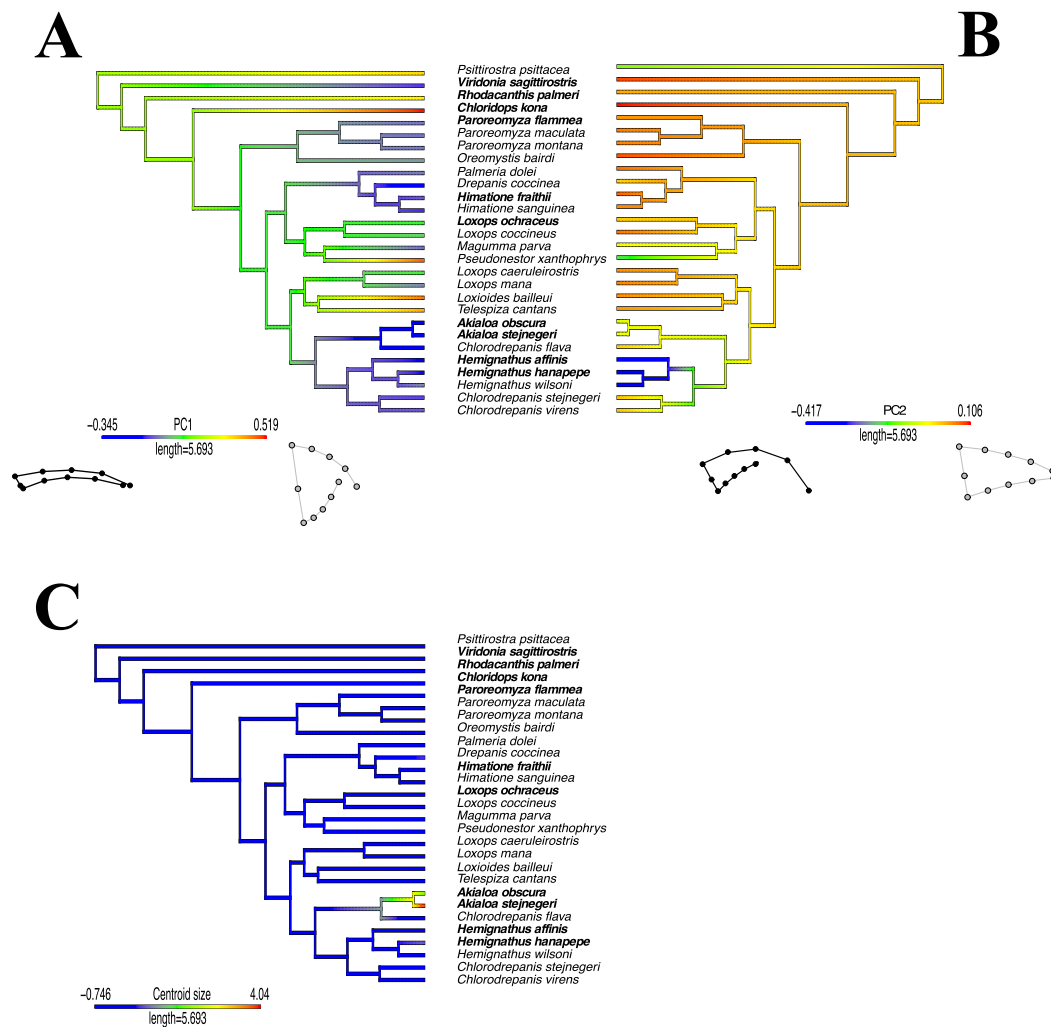 A
B
Psittirostra psittacea
Viridonia sagittirostris
Rhodacanthis palmeri
Chloridops kona
Paroreomyza flammea
Paroreomyza maculata
Paroreomyza montana
Oreomystis bairdi
Palmeria dolei
Drepanis coccinea
Himatione fraithii
Himatione sanguinea
Loxops ochraceus
Loxops coccineus
Magumma parva
Pseudonestor xanthophrys
Loxops caeruleirostris
Loxops mana
Loxioides bailleui
Telespiza cantans
Akialoa obscura
Akialoa stejnegeri
Chlorodrepanis flava
Hemignathus affinis
Hemignathus hanapepe
Hemignathus wilsoni
Chlorodrepanis stejnegeri
Chlorodrepanis virens
−0.345 PC1 0.519
length=5.693
−0.417 PC2 0.106
length=5.693
C
Psittirostra psittacea
Viridonia sagittirostris
Rhodacanthis palmeri
Chloridops kona
Paroreomyza flammea
Paroreomyza maculata
Paroreomyza montana
Oreomystis bairdi
Palmeria dolei
Drepanis coccinea
Himatione fraithii
Himatione sanguinea
Loxops ochraceus
Loxops coccineus
Magumma parva
Pseudonestor xanthophrys
Loxops caeruleirostris
Loxops mana
Loxioides bailleui
Telespiza cantans
Akialoa obscura
Akialoa stejnegeri
Chlorodrepanis flava
Hemignathus affinis
Hemignathus hanapepe
Hemignathus wilsoni
Chlorodrepanis stejnegeri
Chlorodrepanis virens
−0.746 Centroid size 4.04
length=5.693